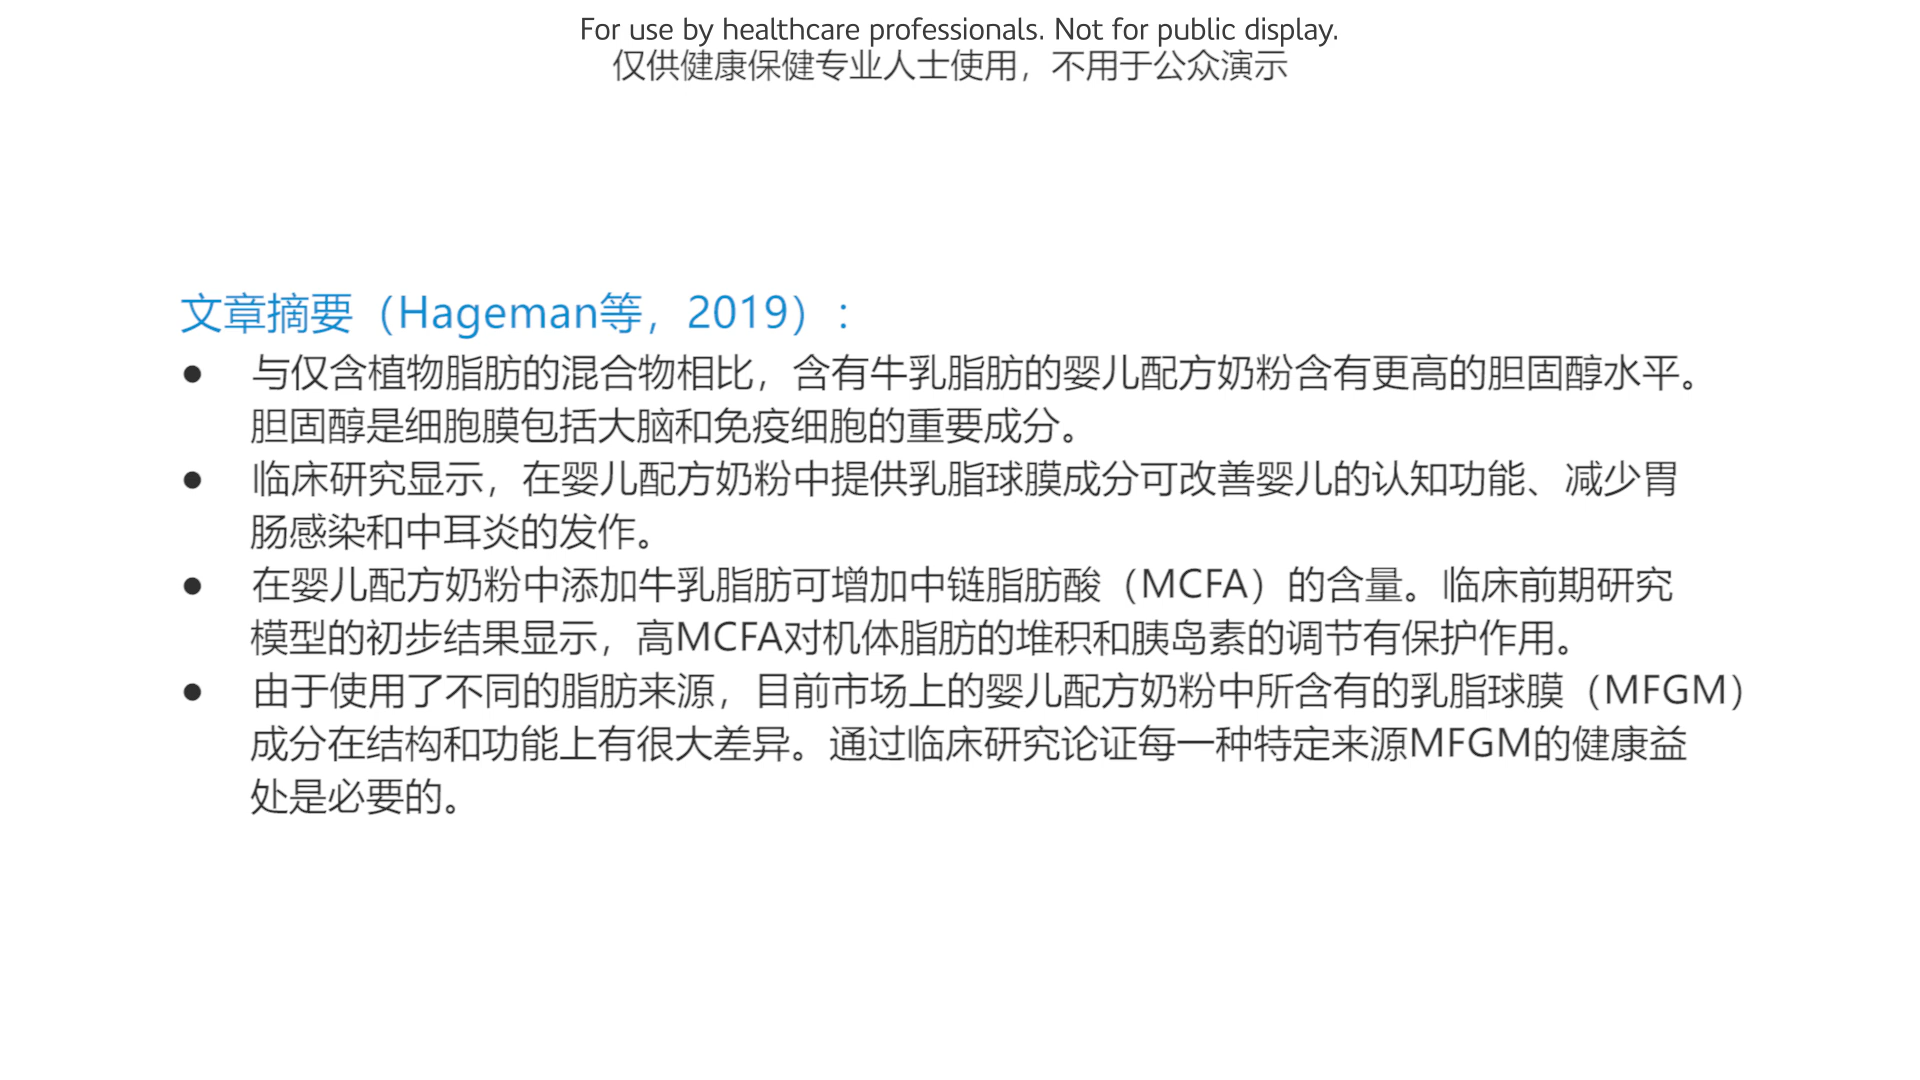 For use by healthcare professionals. Not for public display.
仅供健康保健专业人士使用，不用于公众演示
文章摘要（Hageman等，2019）：
● 与仅含植物脂肪的混合物相比，含有牛乳脂肪的婴儿配方奶粉含有更高的胆固醇水平。
胆固醇是细胞膜包括大脑和免疫细胞的重要成分。
● 临床研究显示，在婴儿配方奶粉中提供乳脂球膜成分可改善婴儿的认知功能、减少胃
肠感染和中耳炎的发作。
● 在婴儿配方奶粉中添加牛乳脂肪可增加中链脂肪酸（MCFA）的含量。临床前期研究
模型的初步结果显示，高MCFA对机体脂肪的堆积和胰岛素的调节有保护作用。
● 由于使用了不同的脂肪来源，目前市场上的婴儿配方奶粉中所含有的乳脂球膜（MFGM）
成分在结构和功能上有很大差异。通过临床研究论证每一种特定来源MFGM的健康益
处是必要的。